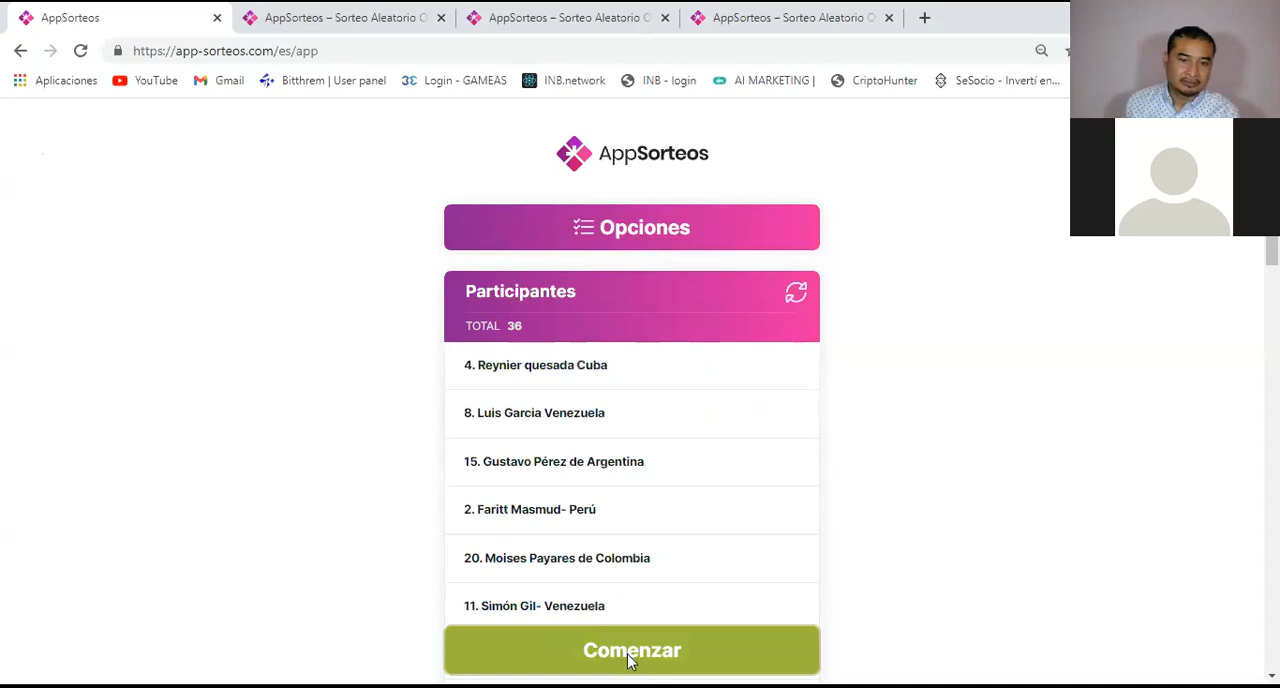 AppSorteos
AppSorteos – Sorteo Aleatorio O
AppSorteos – Sorteo Aleatorio O
AppSorteos – Sorteo Aleatorio O
https://app-sorteos.com/es/app
Aplicaciones
YouTube
Gmail
Bitthrem | User panel
Login - GAMEAS
INB.network
INB - login
AI MARKETING |
CriptoHunter
SeSocio - Invertí en...
AppSorteos
Opciones
Participantes
TOTAL 36
4. Reynier quesada Cuba
8. Luis Garcia Venezuela
15. Gustavo Pérez de Argentina
2. Faritt Masmud- Perú
20. Moises Payares de Colombia
11. Simón Gil- Venezuela
Comenzar